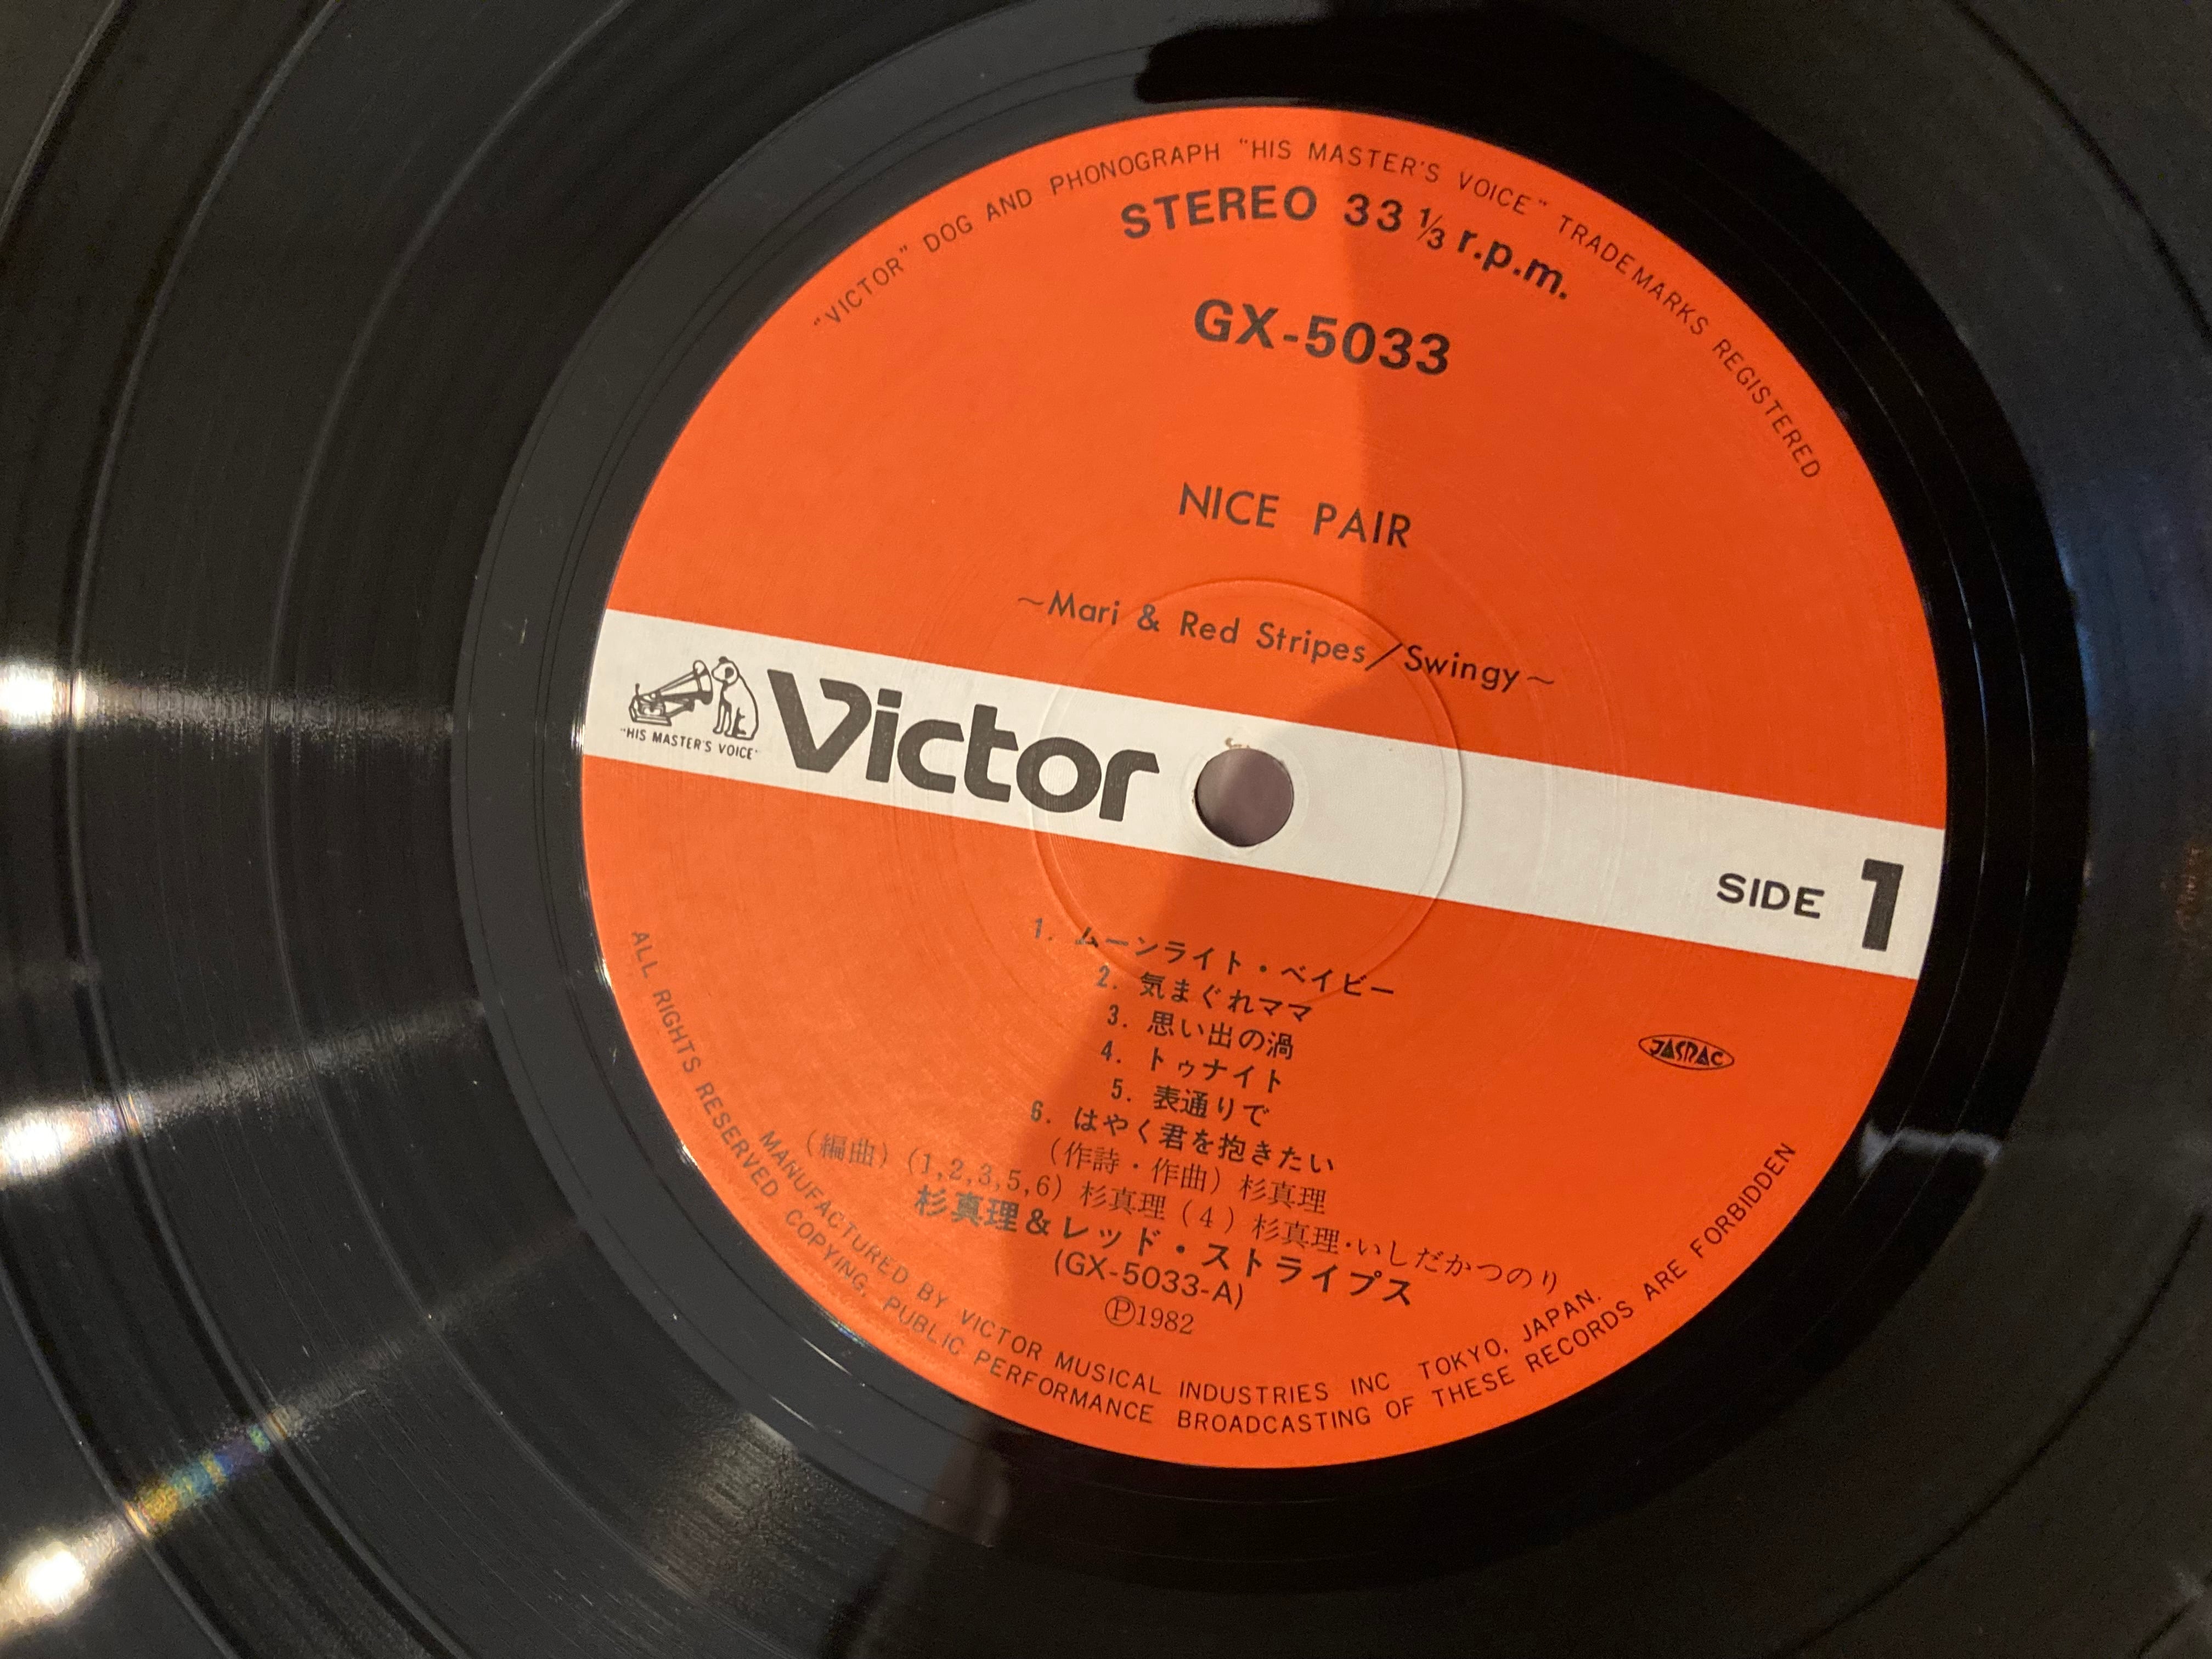 "VICTOR" DOG AND PHONOGRAPH "HIS MASTER'S VOICE" TRADEMARKS REGISTERED
STEREO 33 1/3 r.p.m.
GX-5033
NICE PAIR
~Mari & Red Stripes/Swingy~
"HIS MASTER'S VOICE"
Victor
SIDE 1
1. ムーンライト・ベイビー
2. 気まぐれママ
3. 思い出の渦
4. トゥナイト
5. 表通りで
6. はやく君を抱きたい
(作詩・作曲) 杉真理
(編曲) (1,2,3,5,6) 杉真理 (4) 杉真理・いしだかつのり
杉真理&レッド・ストライプス
(GX-5033-A)
Ⓟ1982
JASRAC
MANUFACTURED BY VICTOR MUSICAL INDUSTRIES INC TOKYO, JAPAN.
ALL RIGHTS RESERVED COPYING, PUBLIC PERFORMANCE BROADCASTING OF THESE RECORDS ARE FORBIDDEN